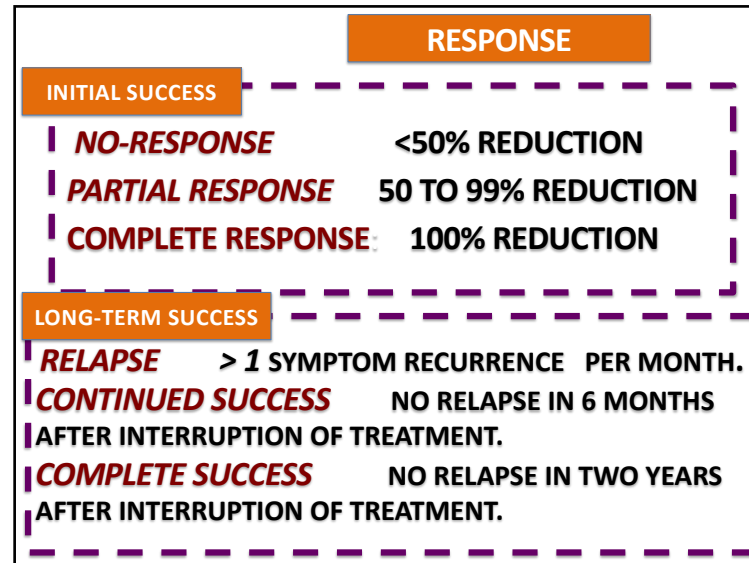 RESPONSE
INITIAL SUCCESS
NO-RESPONSE <50% REDUCTION
PARTIAL RESPONSE 50 TO 99% REDUCTION
COMPLETE RESPONSE: 100% REDUCTION
LONG-TERM SUCCESS
RELAPSE > 1 SYMPTOM RECURRENCE PER MONTH.
CONTINUED SUCCESS NO RELAPSE IN 6 MONTHS
AFTER INTERRUPTION OF TREATMENT.
COMPLETE SUCCESS NO RELAPSE IN TWO YEARS
AFTER INTERRUPTION OF TREATMENT.